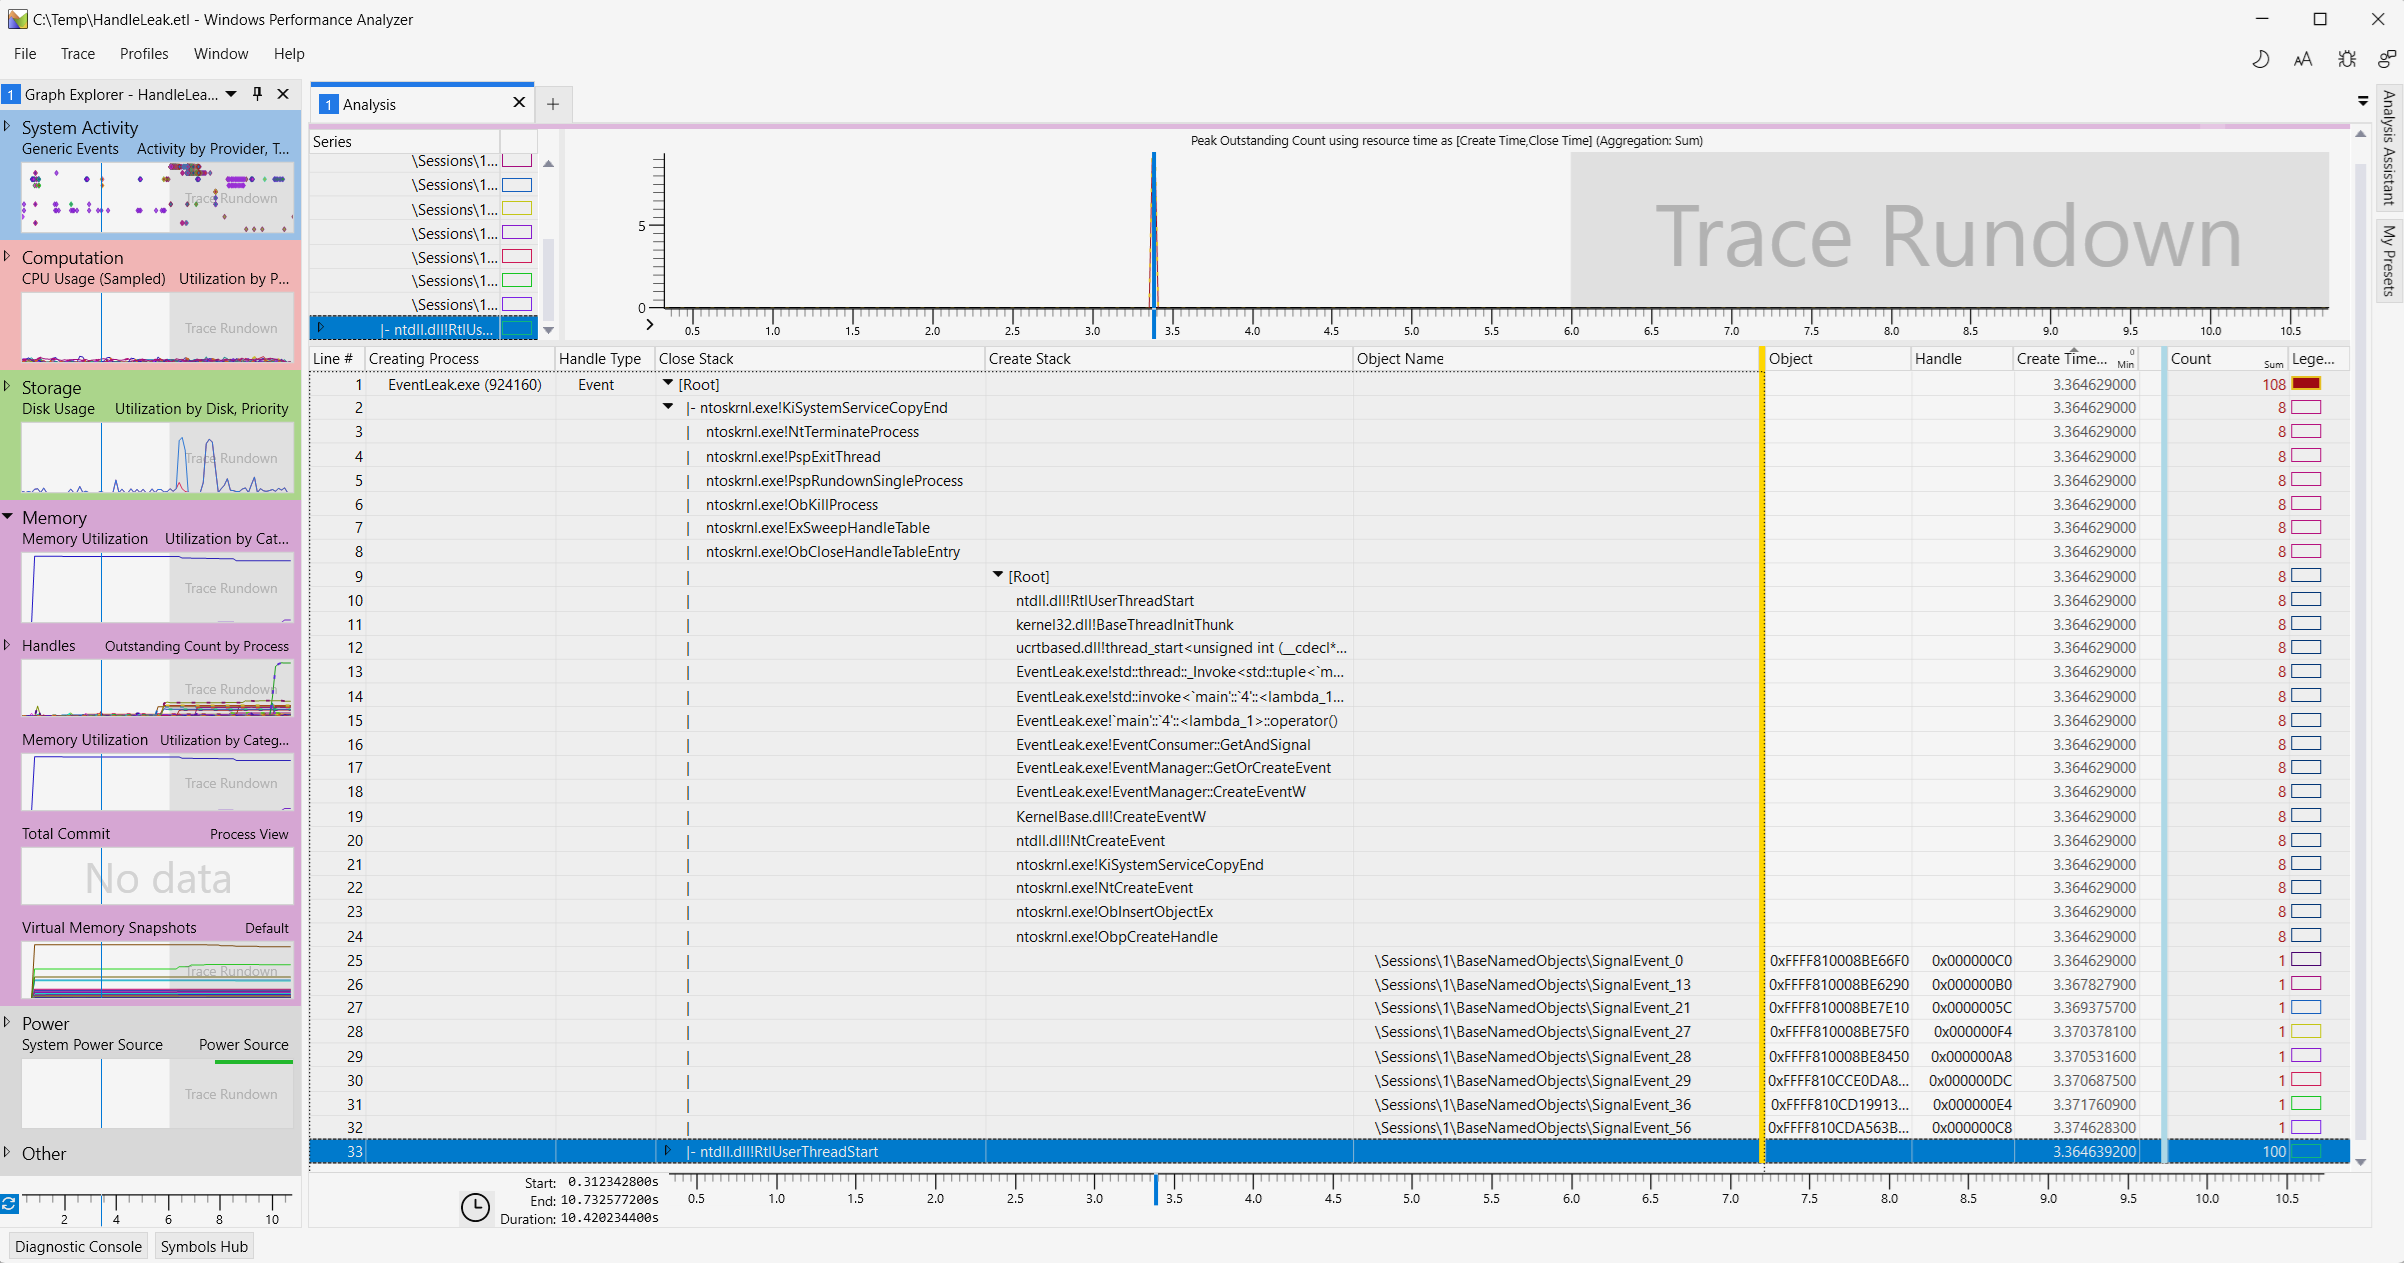 C:\Temp\HandleLeak.etl - Windows Performance Analyzer
File Trace Profiles Window Help
1 Graph Explorer - HandleLea...
1 Analysis
Analysis Assistant
My Presets
System Activity
Generic Events Activity by Provider, T...
Trace Rundown
Computation
CPU Usage (Sampled) Utilization by P...
Trace Rundown
Storage
Disk Usage Utilization by Disk, Priority
Trace Rundown
Memory
Memory Utilization Utilization by Cat...
Trace Rundown
Handles Outstanding Count by Process
Trace Rundown
Memory Utilization Utilization by Categ...
Trace Rundown
Total Commit Process View
No data
Virtual Memory Snapshots Default
Trace Rundown
Power
System Power Source Power Source
Trace Rundown
Other
2 4 6 8 10
Diagnostic Console Symbols Hub
Series
\Sessions\1...
\Sessions\1...
\Sessions\1...
\Sessions\1...
\Sessions\1...
\Sessions\1...
\Sessions\1...
|- ntdll.dll!RtlUs...
Peak Outstanding Count using resource time as [Create Time,Close Time] (Aggregation: Sum)
Trace Rundown
5
0
0.5 1.0 1.5 2.0 2.5 3.0 3.5 4.0 4.5 5.0 5.5 6.0 6.5 7.0 7.5 8.0 8.5 9.0 9.5 10.0 10.5
Line # Creating Process Handle Type Close Stack Create Stack Object Name Object Handle Create Time... 0 Min Count Sum Lege...
1 EventLeak.exe (924160) Event [Root] 3.364629000 108
2 |- ntoskrnl.exe!KiSystemServiceCopyEnd 3.364629000 8
3 | ntoskrnl.exe!NtTerminateProcess 3.364629000 8
4 | ntoskrnl.exe!PspExitThread 3.364629000 8
5 | ntoskrnl.exe!PspRundownSingleProcess 3.364629000 8
6 | ntoskrnl.exe!ObKillProcess 3.364629000 8
7 | ntoskrnl.exe!ExSweepHandleTable 3.364629000 8
8 | ntoskrnl.exe!ObCloseHandleTableEntry 3.364629000 8
9 | [Root] 3.364629000 8
10 | ntdll.dll!RtlUserThreadStart 3.364629000 8
11 | kernel32.dll!BaseThreadInitThunk 3.364629000 8
12 | ucrtbased.dll!thread_start<unsigned int (__cdecl*... 3.364629000 8
13 | EventLeak.exe!std::thread::_Invoke<std::tuple<`m... 3.364629000 8
14 | EventLeak.exe!std::invoke<`main'::`4'::<lambda_1... 3.364629000 8
15 | EventLeak.exe!`main'::`4'::<lambda_1>::operator() 3.364629000 8
16 | EventLeak.exe!EventConsumer::GetAndSignal 3.364629000 8
17 | EventLeak.exe!EventManager::GetOrCreateEvent 3.364629000 8
18 | EventLeak.exe!EventManager::CreateEventW 3.364629000 8
19 | KernelBase.dll!CreateEventW 3.364629000 8
20 | ntdll.dll!NtCreateEvent 3.364629000 8
21 | ntoskrnl.exe!KiSystemServiceCopyEnd 3.364629000 8
22 | ntoskrnl.exe!NtCreateEvent 3.364629000 8
23 | ntoskrnl.exe!ObInsertObjectEx 3.364629000 8
24 | ntoskrnl.exe!ObpCreateHandle 3.364629000 8
25 | \Sessions\1\BaseNamedObjects\SignalEvent_0 0xFFFF810008BE66F0 0x000000C0 3.364629000 1
26 | \Sessions\1\BaseNamedObjects\SignalEvent_13 0xFFFF810008BE6290 0x000000B0 3.367827900 1
27 | \Sessions\1\BaseNamedObjects\SignalEvent_21 0xFFFF810008BE7E10 0x0000005C 3.369375700 1
28 | \Sessions\1\BaseNamedObjects\SignalEvent_27 0xFFFF810008BE75F0 0x000000F4 3.370378100 1
29 | \Sessions\1\BaseNamedObjects\SignalEvent_28 0xFFFF810008BE8450 0x000000A8 3.370531600 1
30 | \Sessions\1\BaseNamedObjects\SignalEvent_29 0xFFFF810CCE0DA8... 0x000000DC 3.370687500 1
31 | \Sessions\1\BaseNamedObjects\SignalEvent_36 0xFFFF810CD19913... 0x000000E4 3.371760900 1
32 | \Sessions\1\BaseNamedObjects\SignalEvent_56 0xFFFF810CDA563B... 0x000000C8 3.374628300 1
33 |- ntdll.dll!RtlUserThreadStart 3.364639200 100
Start: 0.312342800s
End: 10.732577200s
Duration: 10.420234400s
0.5 1.0 1.5 2.0 2.5 3.0 3.5 4.0 4.5 5.0 5.5 6.0 6.5 7.0 7.5 8.0 8.5 9.0 9.5 10.0 10.5